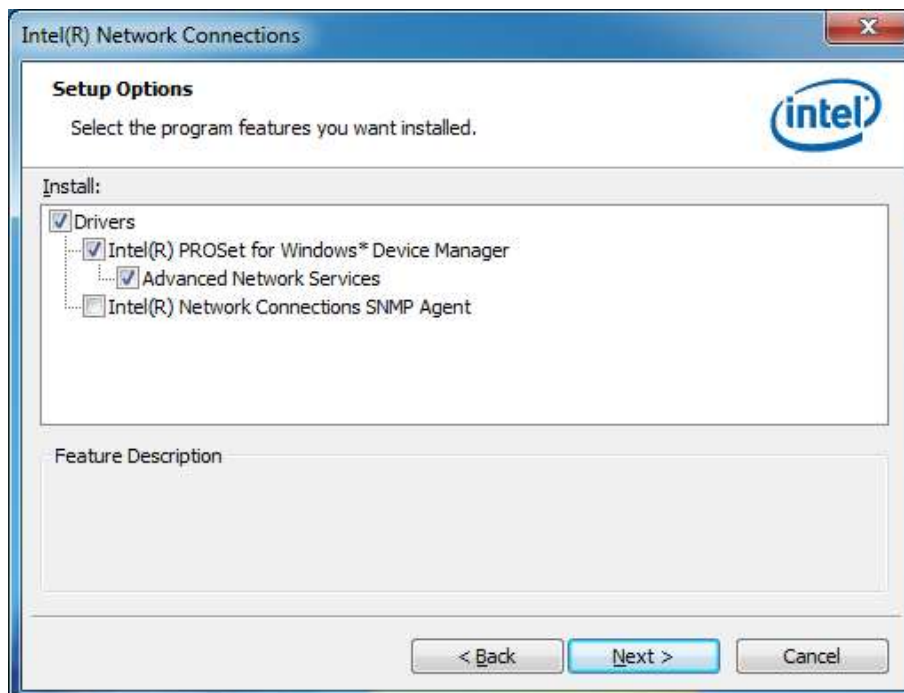 Intel(R) Network Connections
Setup Options
Select the program features you want installed.
intel
Install:
Drivers
Intel(R) PROSet for Windows* Device Manager
Advanced Network Services
Intel(R) Network Connections SNMP Agent
Feature Description
< Back
Next >
Cancel